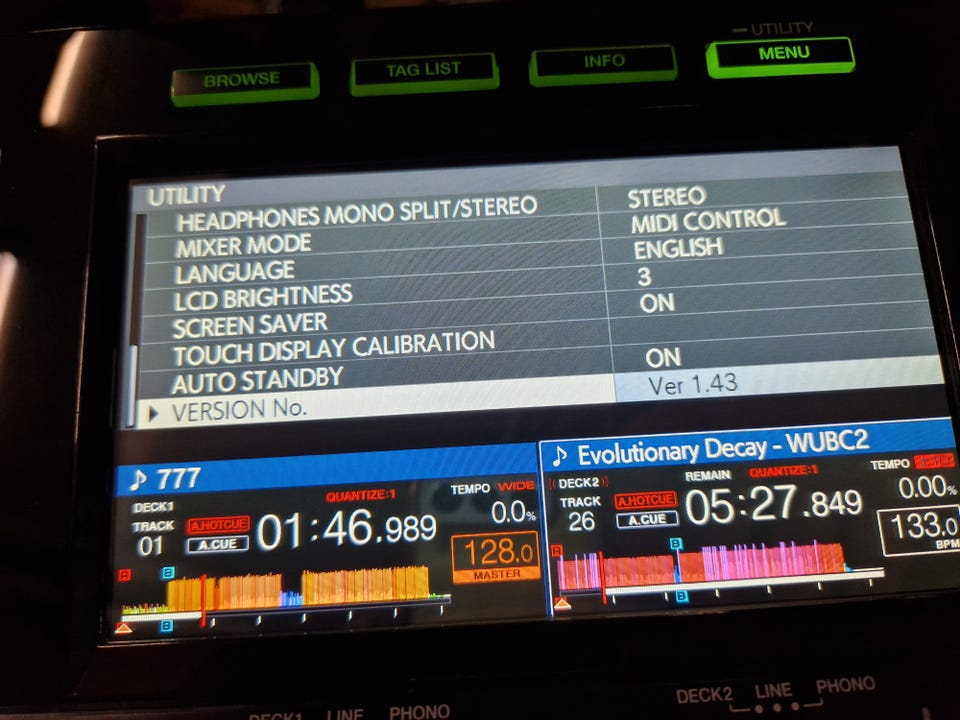 UTILITY
BROWSE
TAG LIST
INFO
MENU
UTILITY
HEADPHONES MONO SPLIT/STEREO STEREO
MIXER MODE MIDI CONTROL
LANGUAGE ENGLISH
LCD BRIGHTNESS 3
SCREEN SAVER ON
TOUCH DISPLAY CALIBRATION
AUTO STANDBY ON
VERSION No. Ver 1.43
777
DECK1
QUANTIZE:1
TEMPO WIDE
TRACK
01
A.HOTCUE
A.CUE
01:46.989
0.0%
128.0
MASTER
A
B
B
Evolutionary Decay - WUBC2
DECK2
REMAIN
QUANTIZE:1
TEMPO
TRACK
26
A.HOTCUE
A.CUE
05:27.849
0.00%
133.0
BPM
A
B
B
DECK1 LINE PHONO
DECK2 LINE PHONO